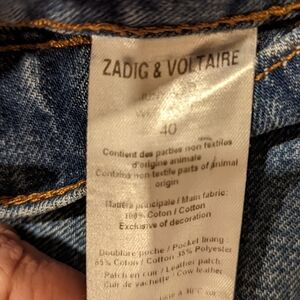 ZADIG & VOLTAIRE
40
Contient des parties non textiles
d'origine animale
Contains non textile parts of animal
origin
Matière principale / Main fabric:
100% Coton / Cotton
Exclusive of decoration
Doublure poche / Pocket lining:
65% Coton / Cotton 35% Polyester
Patch en cuir / Leather patch:
Cuir de vachette / Cow leather